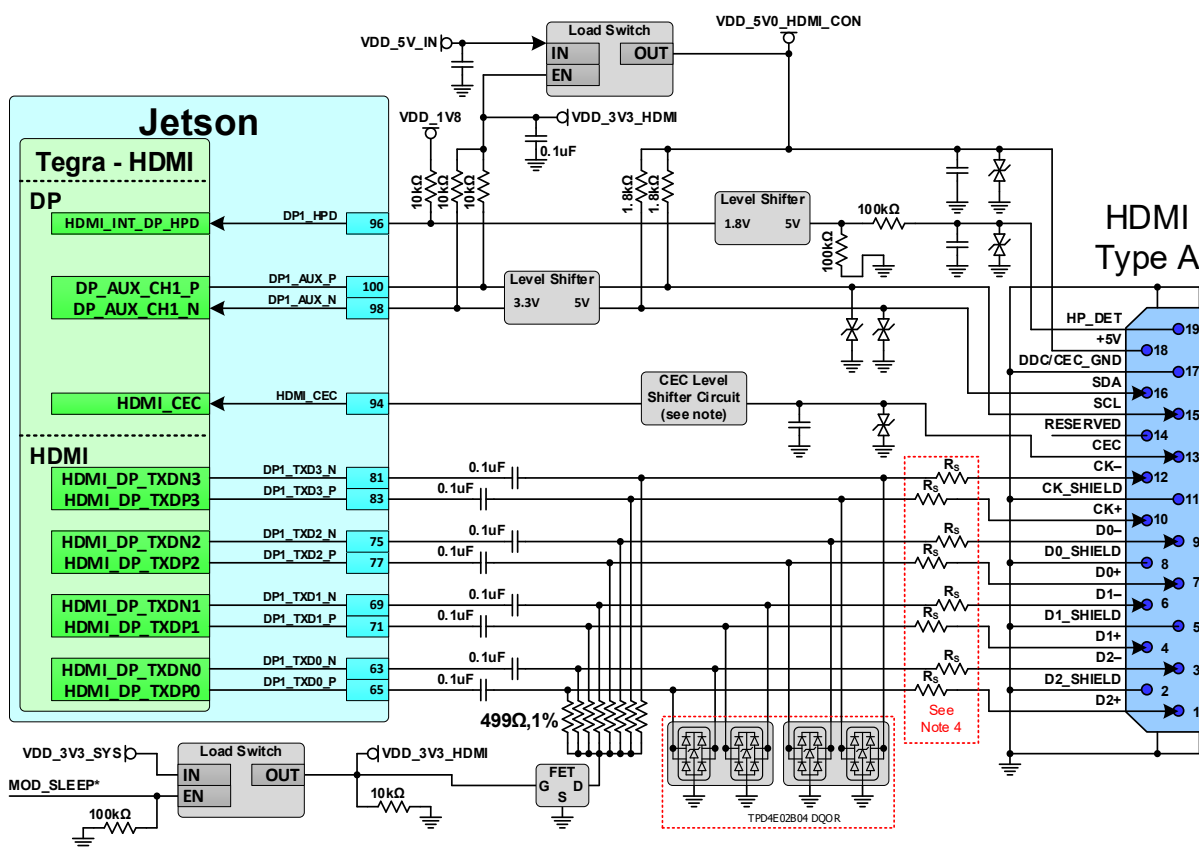 VDD_5V0_HDMI_CON
Load Switch
VDD_5V_IN
IN
OUT
EN
Jetson
VDD_1V8
VDD_3V3_HDMI
0.1uF
Tegra - HDMI
DP
10kΩ
10kΩ
10kΩ
1.8kΩ
1.8kΩ
HDMI
Type A
HDMI_INT_DP_HPD
DP1_HPD
96
Level Shifter
1.8V
5V
100kΩ
100kΩ
DP_AUX_CH1_P
DP1_AUX_P
100
DP_AUX_CH1_N
DP1_AUX_N
98
Level Shifter
3.3V
5V
HP_DET
19
+5V
18
DDC/CEC_GND
17
SDA
16
SCL
15
RESERVED
14
CEC
13
HDMI_CEC
HDMI_CEC
94
CEC Level
Shifter Circuit
(see note)
HDMI
HDMI_DP_TXDN3
DP1_TXD3_N
81
0.1uF
RS
CK–
12
HDMI_DP_TXDP3
DP1_TXD3_P
83
0.1uF
RS
CK_SHIELD
11
CK+
10
HDMI_DP_TXDN2
DP1_TXD2_N
75
0.1uF
RS
D0–
9
HDMI_DP_TXDP2
DP1_TXD2_P
77
0.1uF
RS
D0_SHIELD
8
D0+
7
HDMI_DP_TXDN1
DP1_TXD1_N
69
0.1uF
RS
D1–
6
HDMI_DP_TXDP1
DP1_TXD1_P
71
0.1uF
RS
D1_SHIELD
5
D1+
4
HDMI_DP_TXDN0
DP1_TXD0_N
63
0.1uF
RS
D2–
3
HDMI_DP_TXDP0
DP1_TXD0_P
65
0.1uF
RS
D2_SHIELD
2
D2+
1
499Ω,1%
See
Note 4
VDD_3V3_SYS
Load Switch
IN
OUT
EN
VDD_3V3_HDMI
MOD_SLEEP*
100kΩ
10kΩ
FET
G
D
S
TPD4E02B04 DQOR